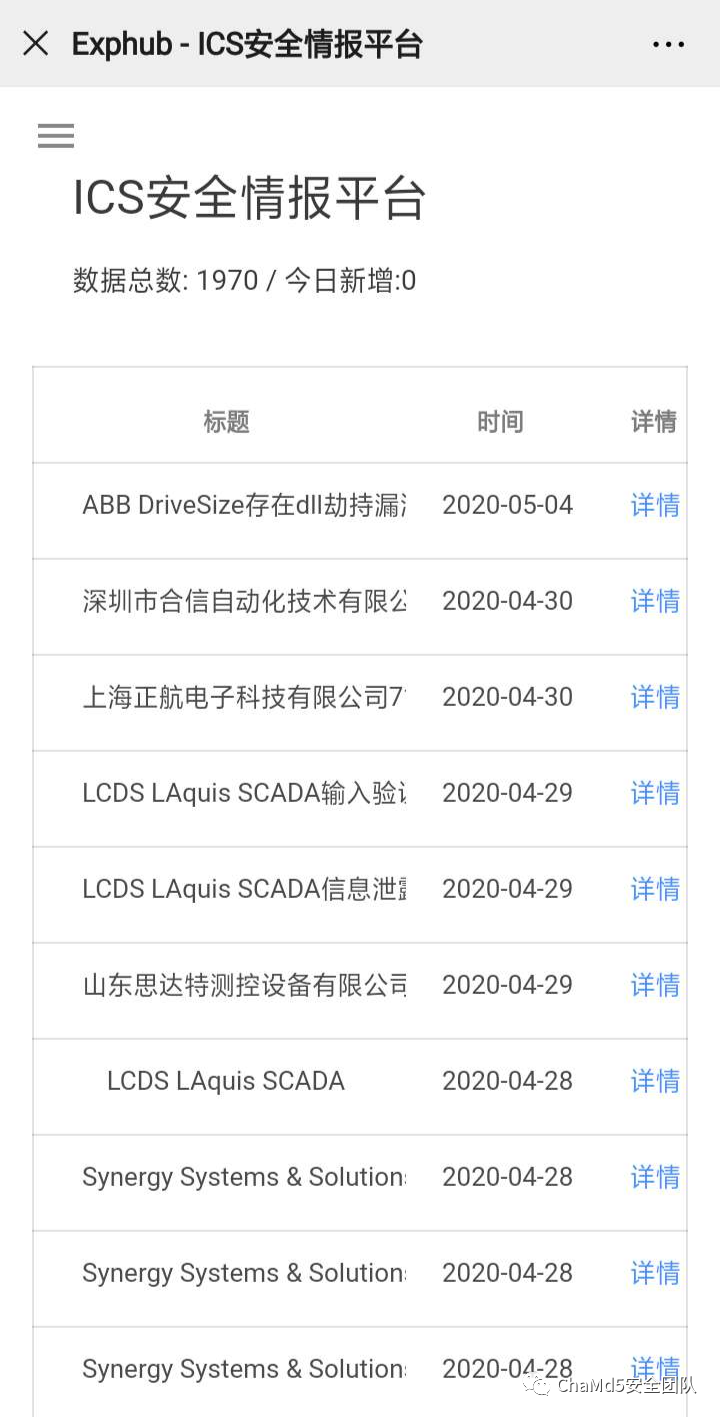 Exphub - ICS安全情报平台
ICS安全情报平台
数据总数: 1970 / 今日新增:0
标题 时间 详情
ABB DriveSize存在dll劫持漏 2020-05-04 详情
深圳市合信自动化技术有限公 2020-04-30 详情
上海正航电子科技有限公司7 2020-04-30 详情
LCDS LAquis SCADA输入验 2020-04-29 详情
LCDS LAquis SCADA信息泄 2020-04-29 详情
山东思达特测控设备有限公司 2020-04-29 详情
LCDS LAquis SCADA 2020-04-28 详情
Synergy Systems & Solution 2020-04-28 详情
Synergy Systems & Solution 2020-04-28 详情
Synergy Systems & Solution 2020-04-28 详情
ChaMd5安全团队